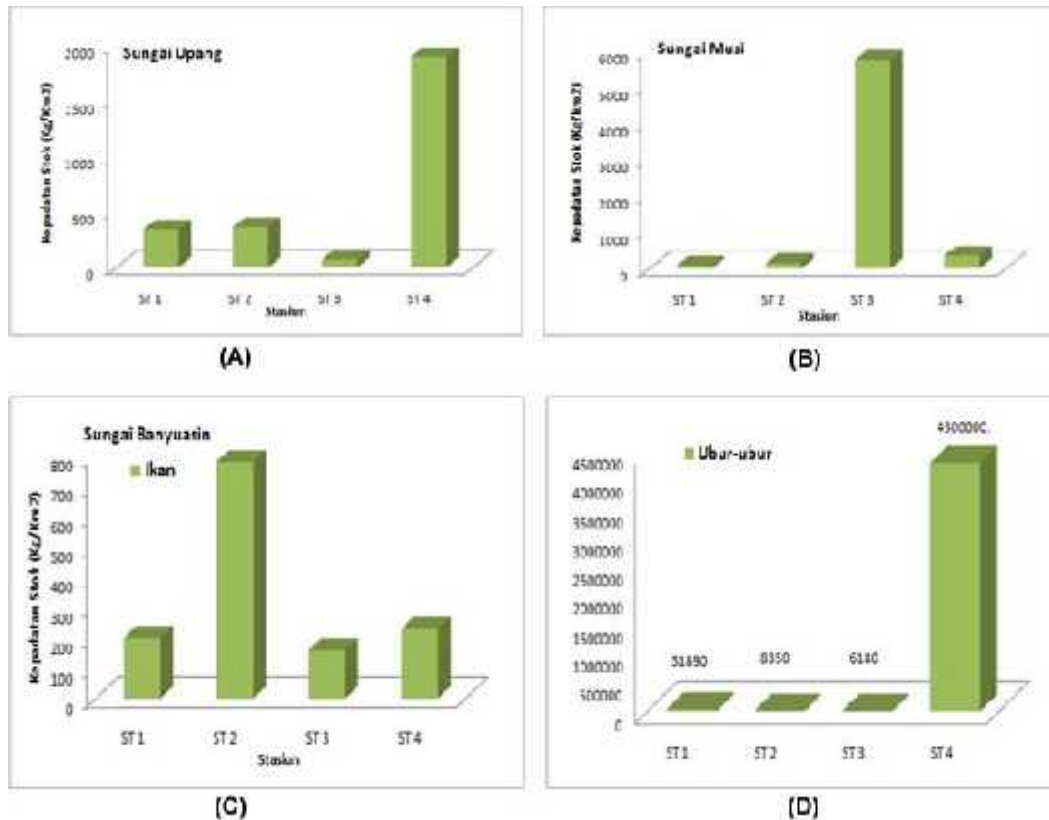 Sungai Upang
Kepadatan Stok (Kg/Km2)
2000
1500
1000
500
0
ST 1 ST 2 ST 3 ST 4
Stasiun
(A)
Sungai Musi
Kepadatan Stok (Kg/km2)
6000
5000
4000
3000
2000
1000
0
ST 1 ST 2 ST 3 ST 4
Stasiun
(B)
Sungai Banyuasin
Ikan
Kepadatan Stok (Kg/Km2)
800
700
600
500
400
300
200
100
0
ST 1 ST 2 ST 3 ST 4
Stasiun
(C)
Ubur-ubur
4500000
4000000
3500000
3000000
2500000
2000000
1500000
1000000
500000
0
8350
ST 1 ST 2 ST 3 ST 4
(D)